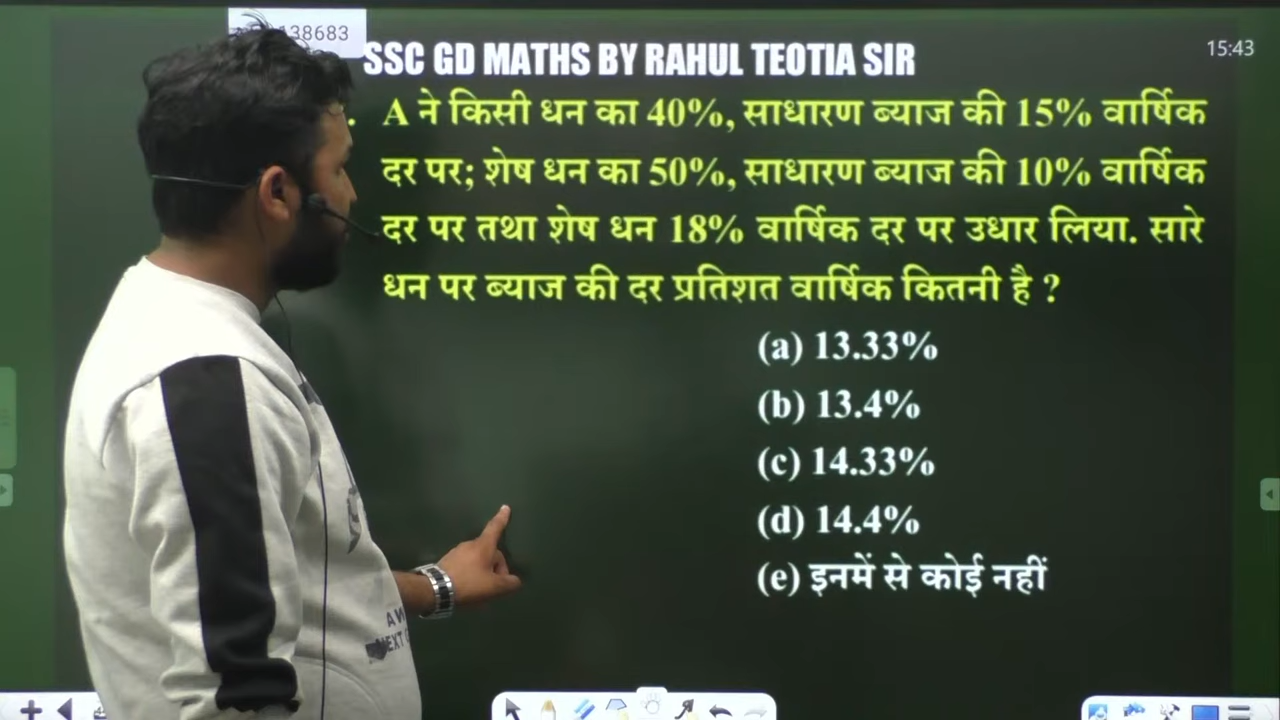 138683
SSC GD MATHS BY RAHUL TEOTIA SIR
15:43
. A ने किसी धन का 40%, साधारण ब्याज की 15% वार्षिक
दर पर; शेष धन का 50%, साधारण ब्याज की 10% वार्षिक
दर पर तथा शेष धन 18% वार्षिक दर पर उधार लिया. सारे
धन पर ब्याज की दर प्रतिशत वार्षिक कितनी है ?
(a) 13.33%
(b) 13.4%
(c) 14.33%
(d) 14.4%
(e) इनमें से कोई नहीं